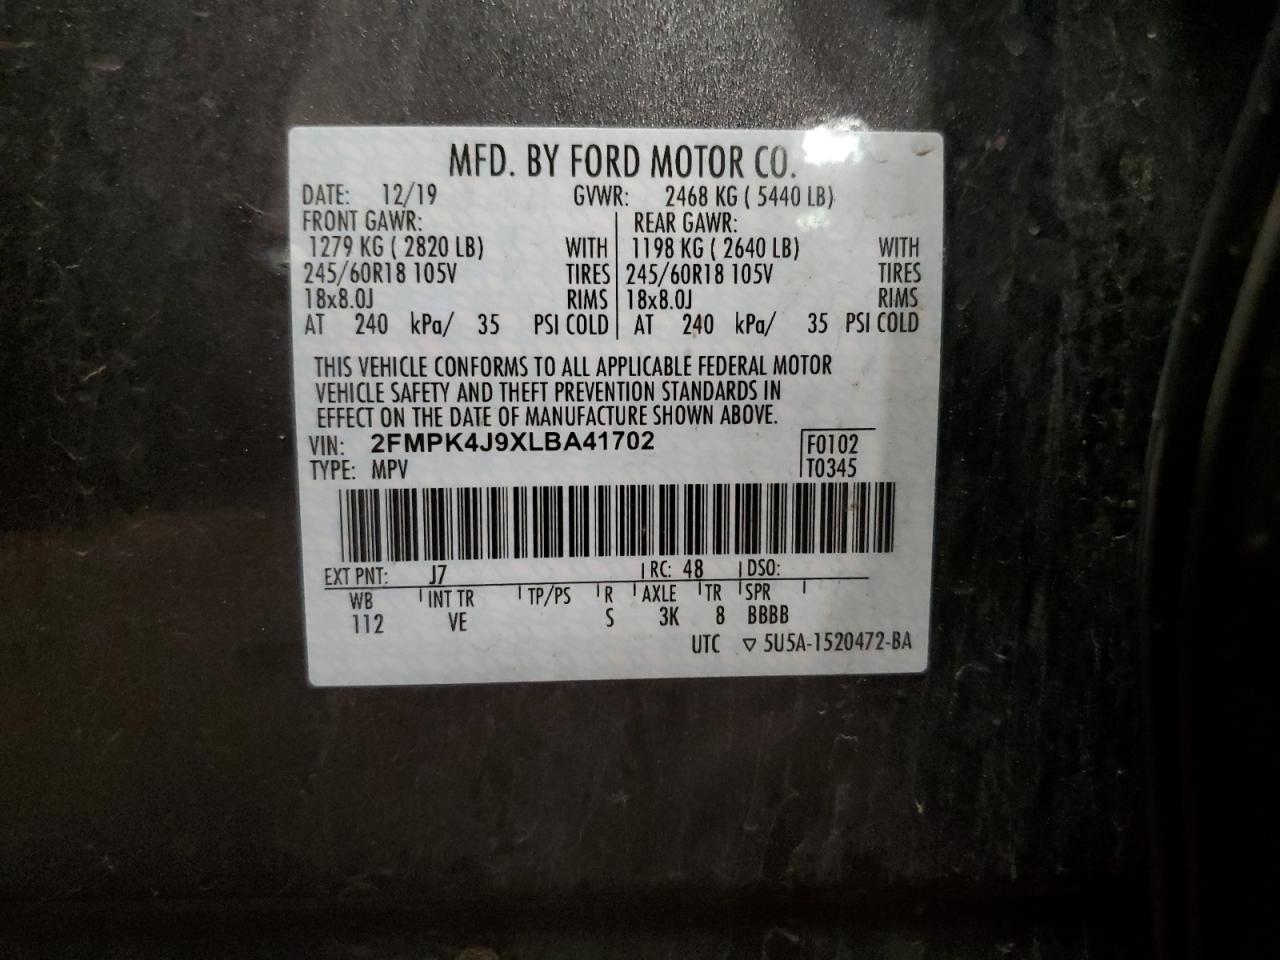 MFD. BY FORD MOTOR CO.
DATE: 12/19 GVWR: 2468 KG ( 5440 LB)
FRONT GAWR: REAR GAWR:
1279 KG ( 2820 LB) WITH 1198 KG ( 2640 LB) WITH
245/60R18 105V TIRES 245/60R18 105V TIRES
18x8.0J RIMS 18x8.0J RIMS
AT 240 kPa/ 35 PSI COLD AT 240 kPa/ 35 PSI COLD
THIS VEHICLE CONFORMS TO ALL APPLICABLE FEDERAL MOTOR
VEHICLE SAFETY AND THEFT PREVENTION STANDARDS IN
EFFECT ON THE DATE OF MANUFACTURE SHOWN ABOVE.
VIN: 2FMPK4J9XLBA41702 F0102
TYPE: MPV T0345
EXT PNT: J7 RC: 48 DSO:
WB INT TR TP/PS R AXLE TR SPR
112 VE S 3K 8 BBBB
UTC ▽ 5U5A-1520472-BA